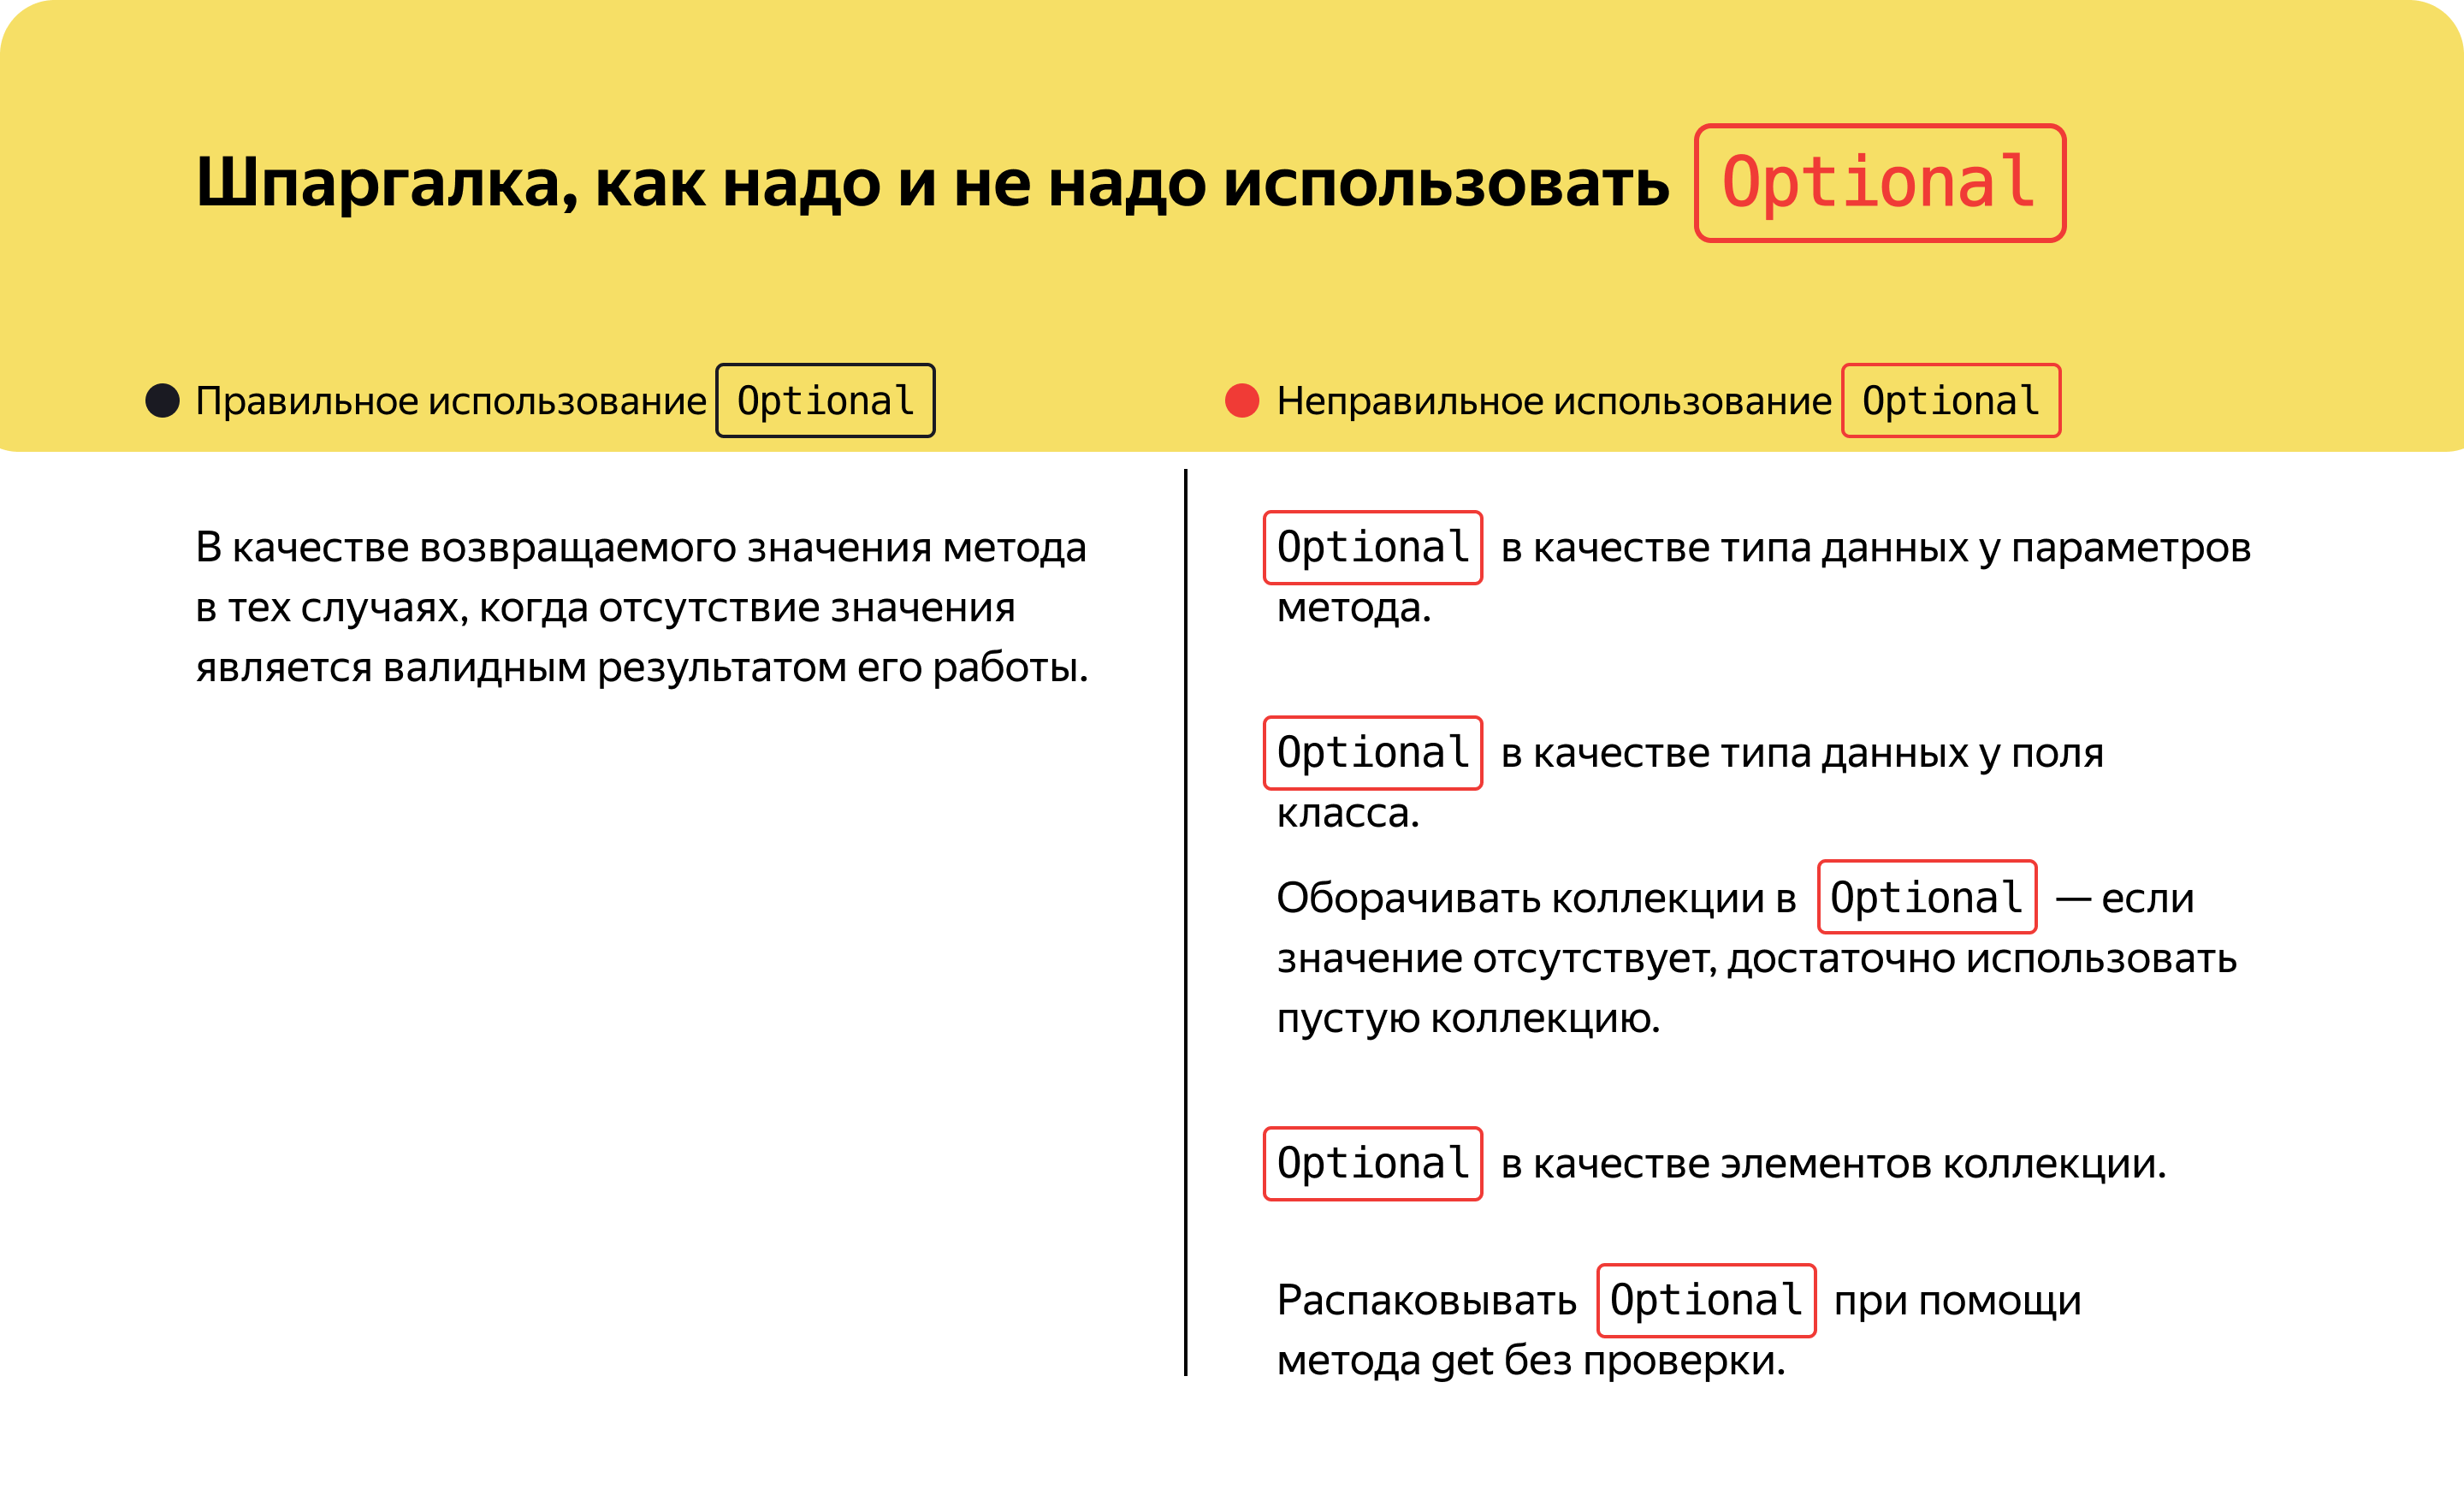 Шпаргалка, как надо и не надо использовать Optional
Правильное использование Optional
В качестве возвращаемого значения метода
в тех случаях, когда отсутствие значения
является валидным результатом его работы.
Неправильное использование Optional
Optional в качестве типа данных у параметров
метода.
Optional в качестве типа данных у поля
класса.
Оборачивать коллекции в Optional — если
значение отсутствует, достаточно использовать
пустую коллекцию.
Optional в качестве элементов коллекции.
Распаковывать Optional при помощи
метода get без проверки.